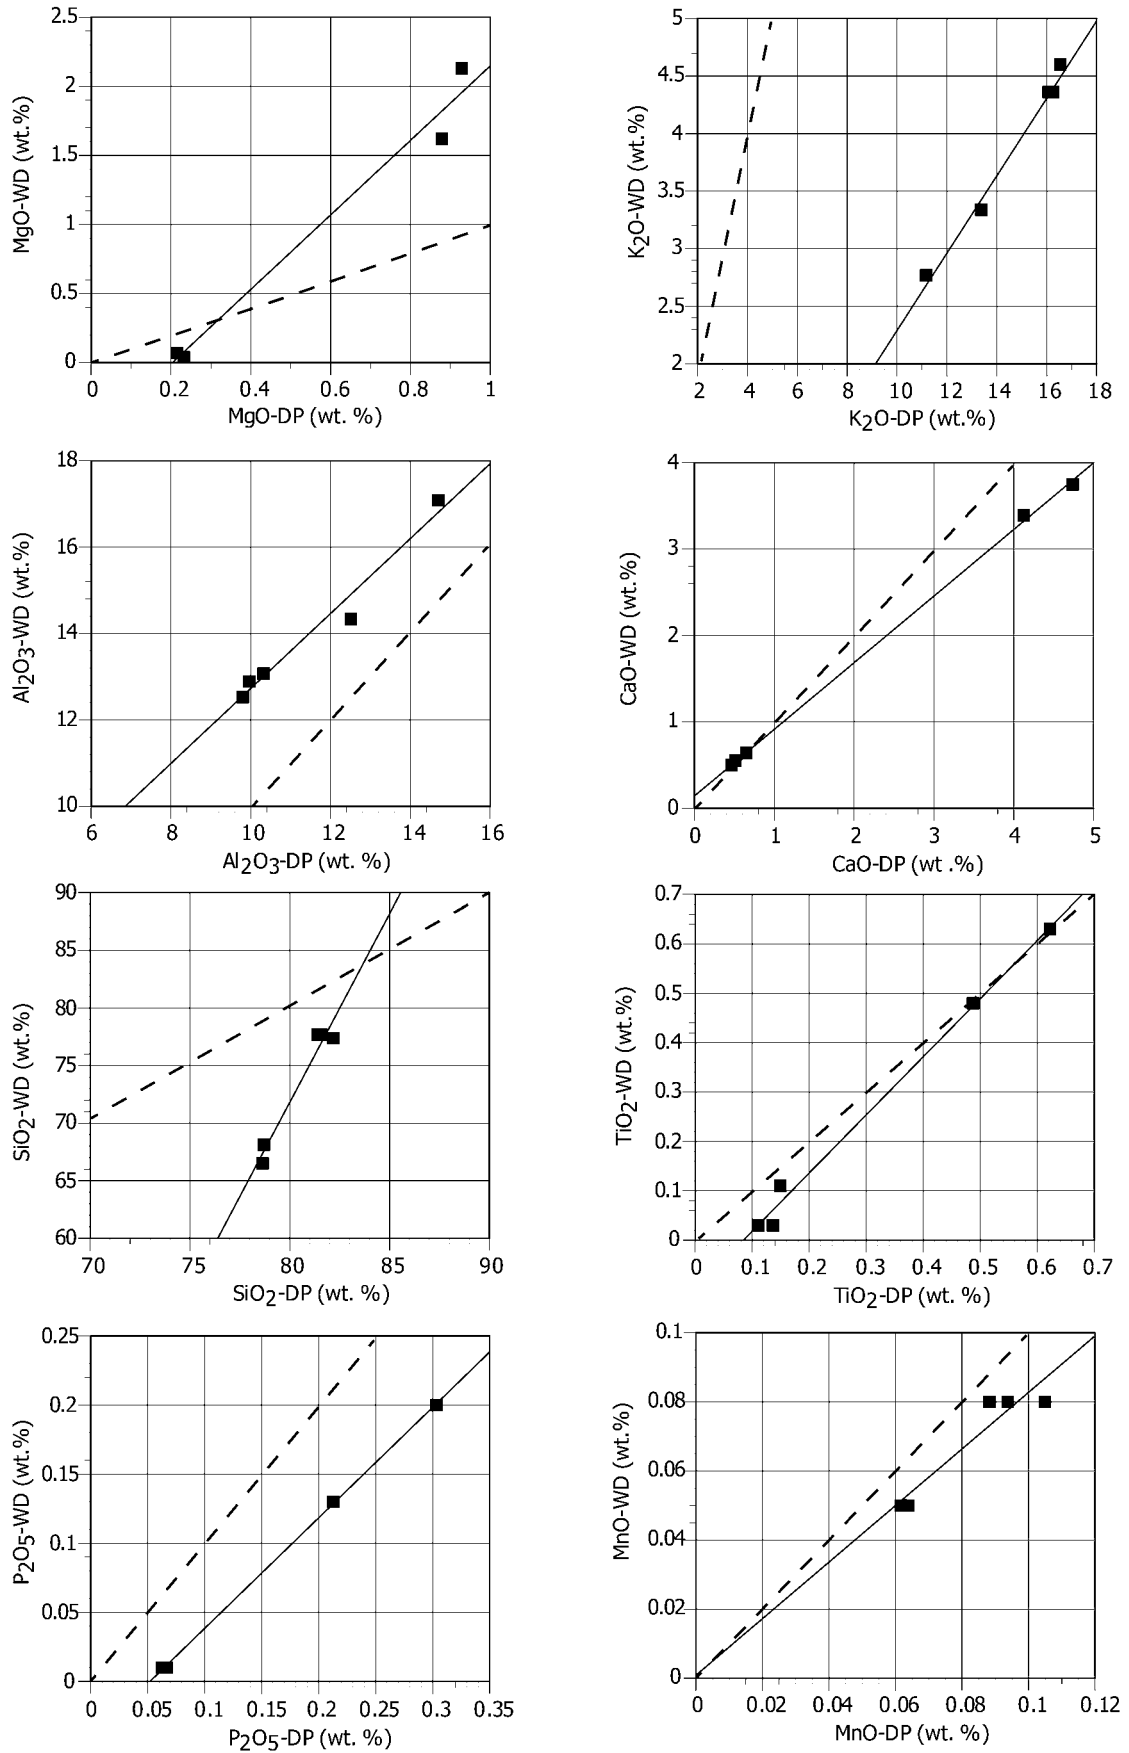 2.5
2
1.5
1
0.5
0
MgO-WD (wt.%)
0 0.2 0.4 0.6 0.8 1
MgO-DP (wt. %)
5
4.5
4
3.5
3
2.5
2
K2O-WD (wt.%)
2 4 6 8 10 12 14 16 18
K2O-DP (wt.%)
18
16
14
12
10
Al2O3-WD (wt.%)
6 8 10 12 14 16
Al2O3-DP (wt. %)
4
3
2
1
0
CaO-WD (wt.%)
0 1 2 3 4 5
CaO-DP (wt .%)
90
85
80
75
70
65
60
SiO2-WD (wt.%)
70 75 80 85 90
SiO2-DP (wt. %)
0.7
0.6
0.5
0.4
0.3
0.2
0.1
0
TiO2-WD (wt.%)
0 0.1 0.2 0.3 0.4 0.5 0.6 0.7
TiO2-DP (wt. %)
0.25
0.2
0.15
0.1
0.05
0
P2O5-WD (wt.%)
0 0.05 0.1 0.15 0.2 0.25 0.3 0.35
P2O5-DP (wt. %)
0.1
0.08
0.06
0.04
0.02
0
MnO-WD (wt.%)
0 0.02 0.04 0.06 0.08 0.1 0.12
MnO-DP (wt. %)